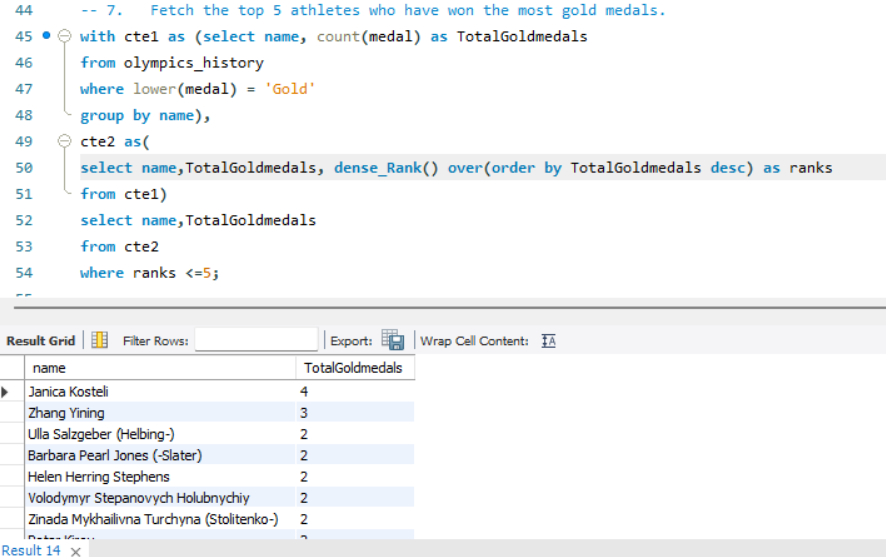 44 -- 7. Fetch the top 5 athletes who have won the most gold medals.
45 with cte1 as (select name, count(medal) as TotalGoldmedals
46 from olympics_history
47 where lower(medal) = 'Gold'
48 group by name),
49 cte2 as(
50 select name,TotalGoldmedals, dense_Rank() over(order by TotalGoldmedals desc) as ranks
51 from cte1)
52 select name,TotalGoldmedals
53 from cte2
54 where ranks <=5;
Result Grid Filter Rows: Export: Wrap Cell Content: IA
name TotalGoldmedals
Janica Kosteli 4
Zhang Yining 3
Ulla Salzgeber (Helbing-) 2
Barbara Pearl Jones (-Slater) 2
Helen Herring Stephens 2
Volodymyr Stepanovych Holubnychiy 2
Zinada Mykhailivna Turchyna (Stolitenko-) 2
Result 14 ×